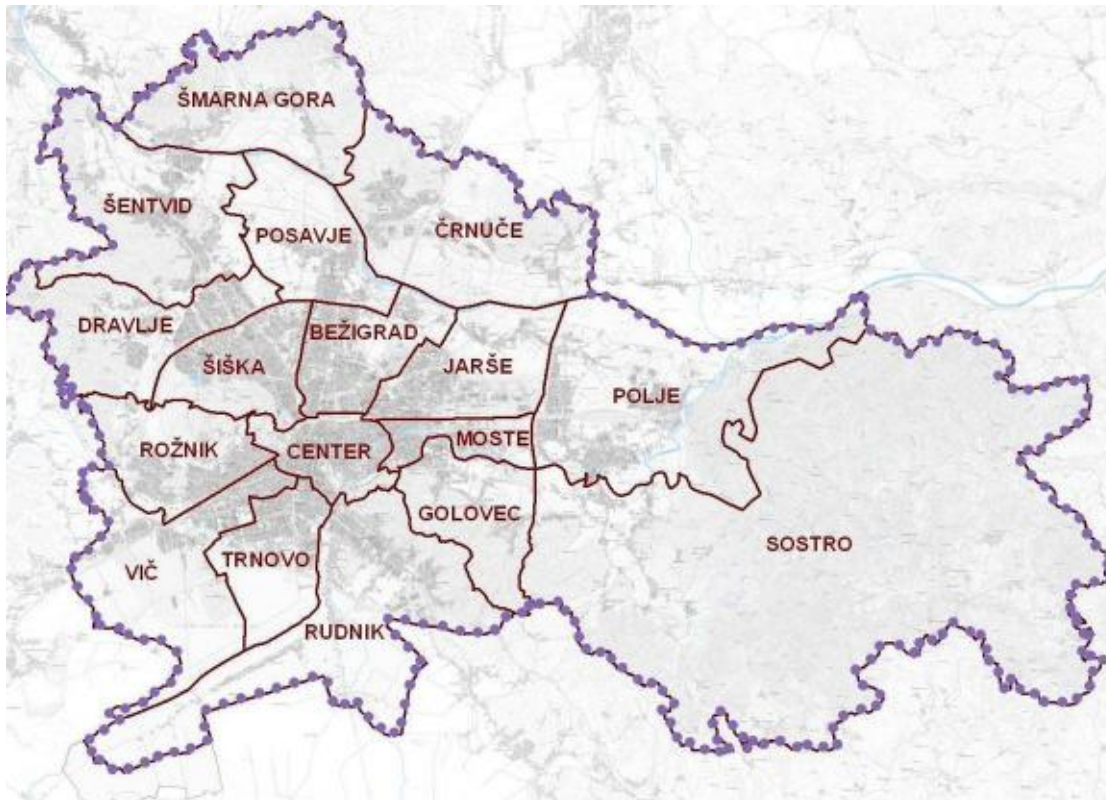 ŠMARNA GORA
ŠENTVID
POSAVJE
ČRNUČE
DRAVLJE
BEŽIGRAD
ŠIŠKA
JARŠE
POLJE
ROŽNIK
CENTER
MOSTE
GOLOVEC
SOSTRO
VIČ
TRNOVO
RUDNIK